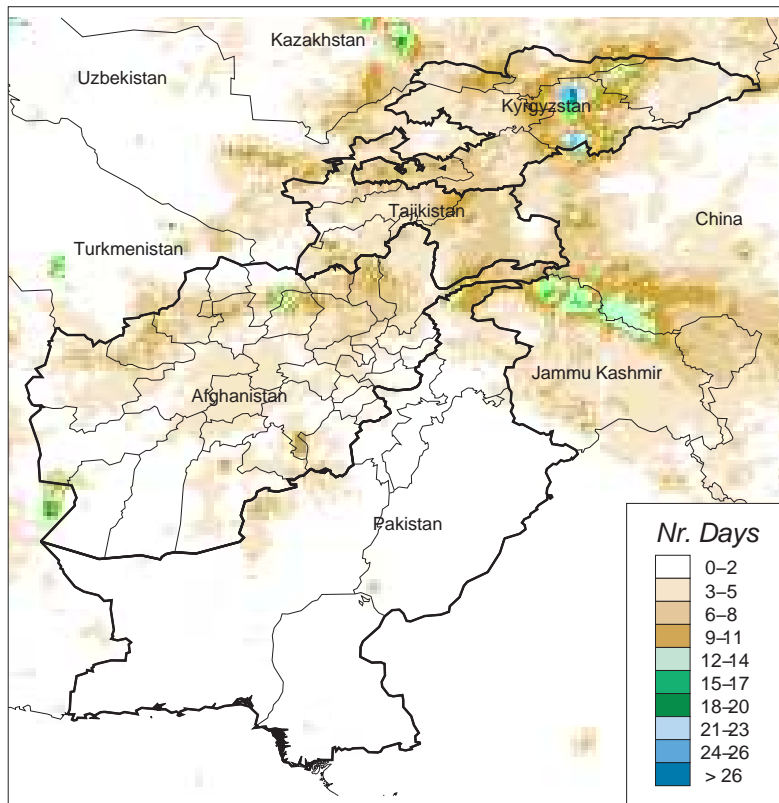 Kazakhstan
Uzbekistan
Kyrgyzstan
Tajikistan
China
Turkmenistan
Jammu Kashmir
Afghanistan
Pakistan
Nr. Days
0–2
3–5
6–8
9–11
12–14
15–17
18–20
21–23
24–26
> 26